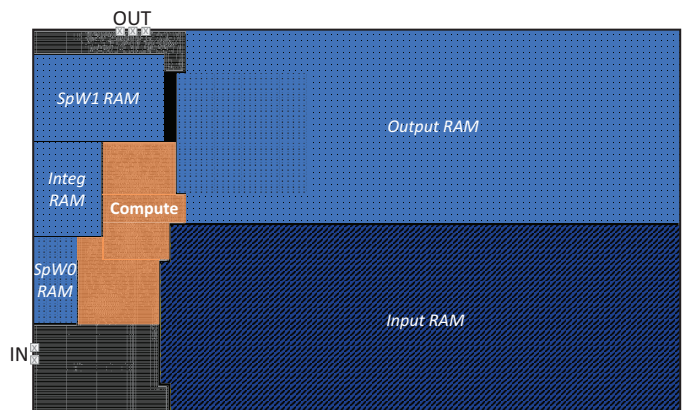 OUT
SpW1 RAM
Output RAM
Integ
RAM
Compute
SpW0
RAM
Input RAM
IN